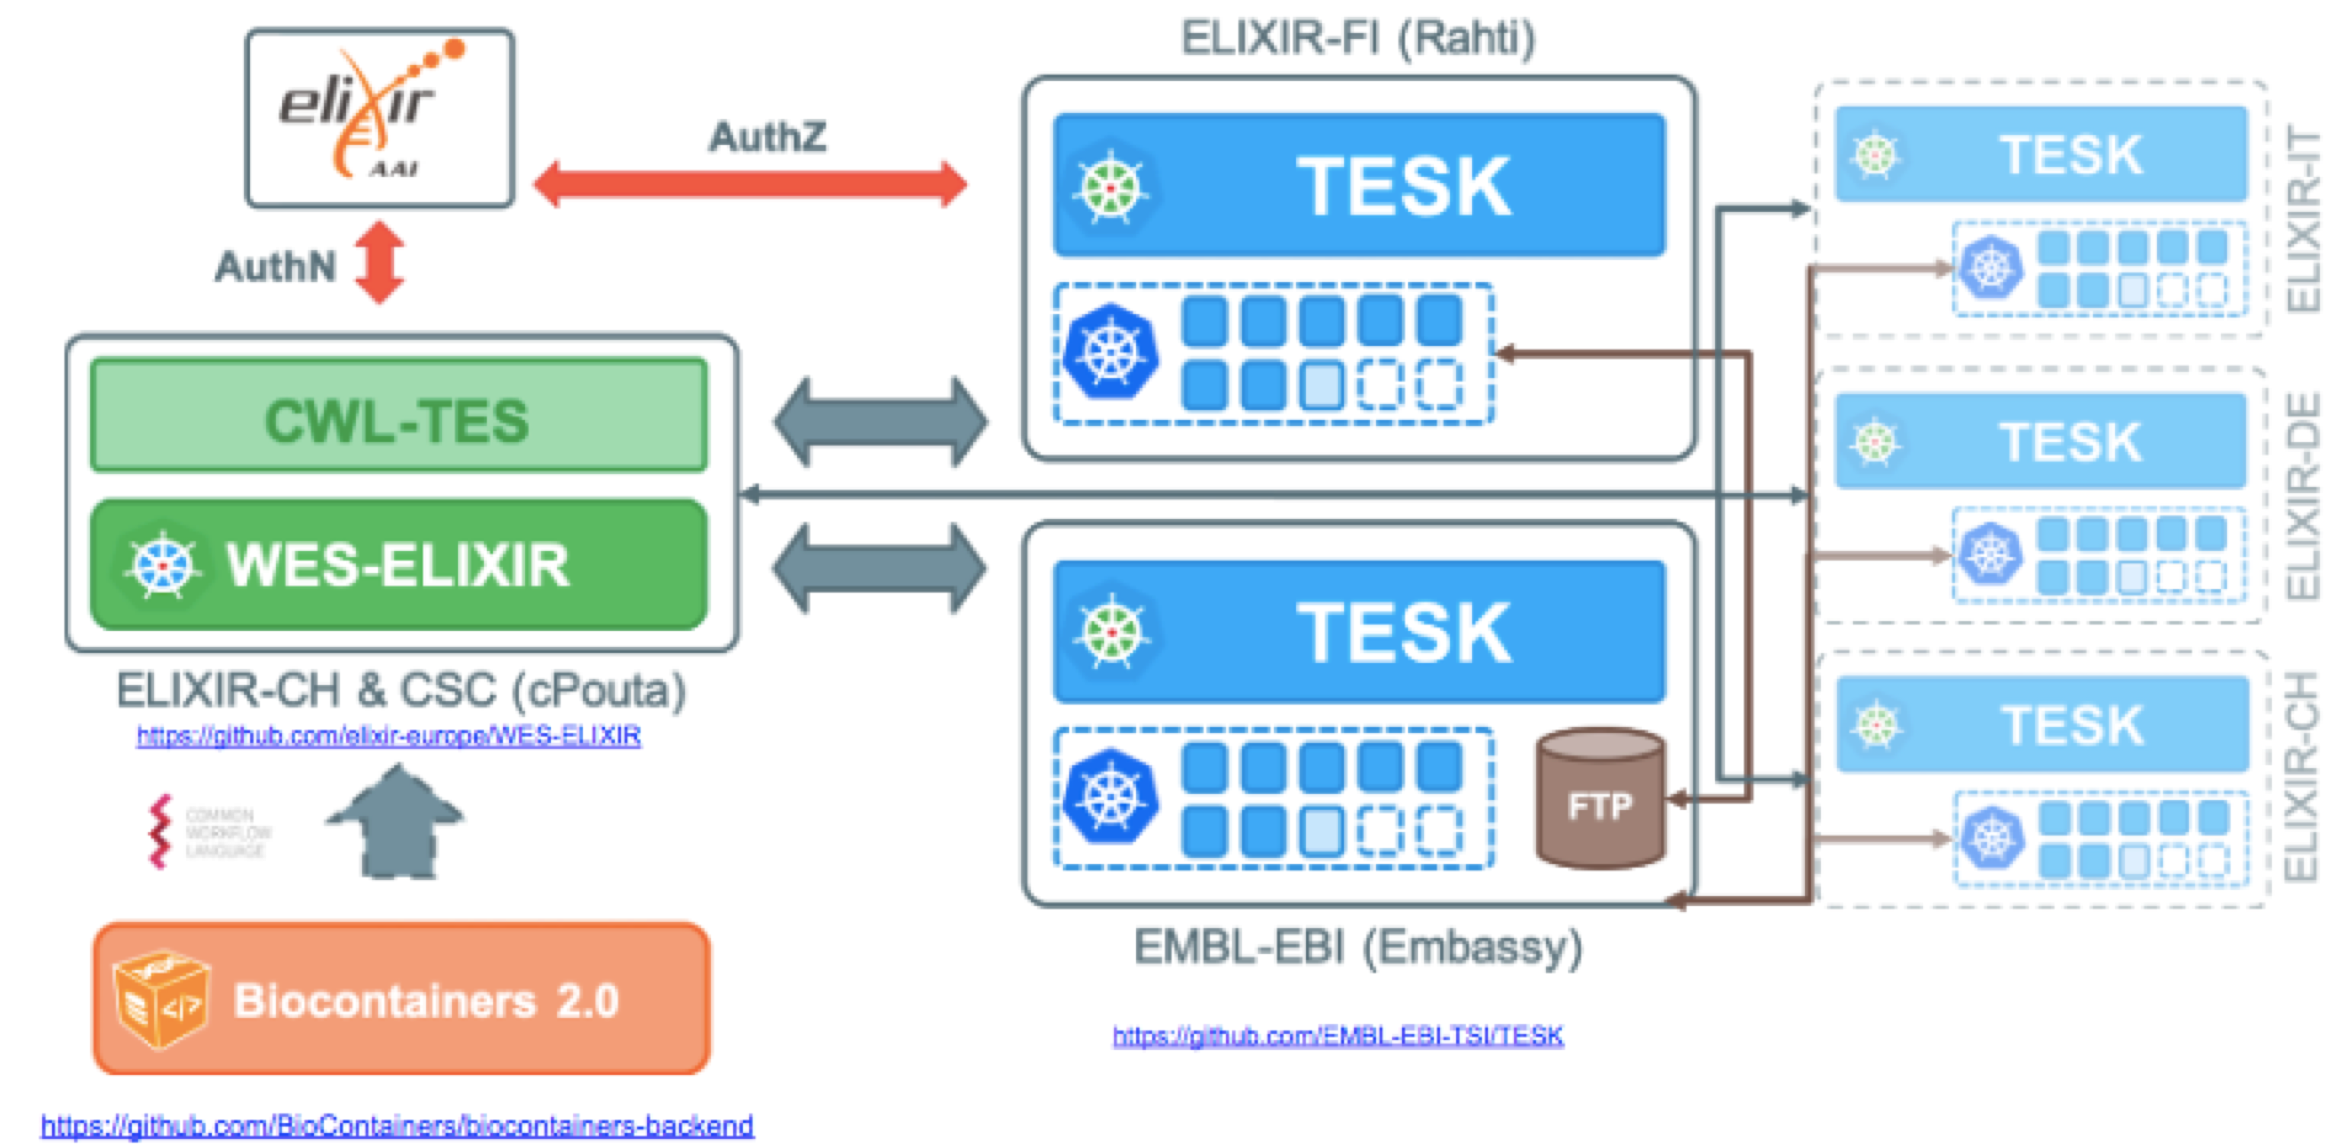 elixir
AAI
AuthZ
AuthN
CWL-TES
WES-ELIXIR
ELIXIR-CH & CSC (cPouta)
https://github.com/elixir-europe/WES-ELIXIR
COMMON
WORKFLOW
LANGUAGE
Biocontainers 2.0
https://github.com/BioContainers/biocontainers-backend
ELIXIR-FI (Rahti)
TESK
TESK
FTP
EMBL-EBI (Embassy)
https://github.com/EMBL-EBI-TSI/TESK
TESK
ELIXIR-IT
TESK
ELIXIR-DE
TESK
ELIXIR-CH